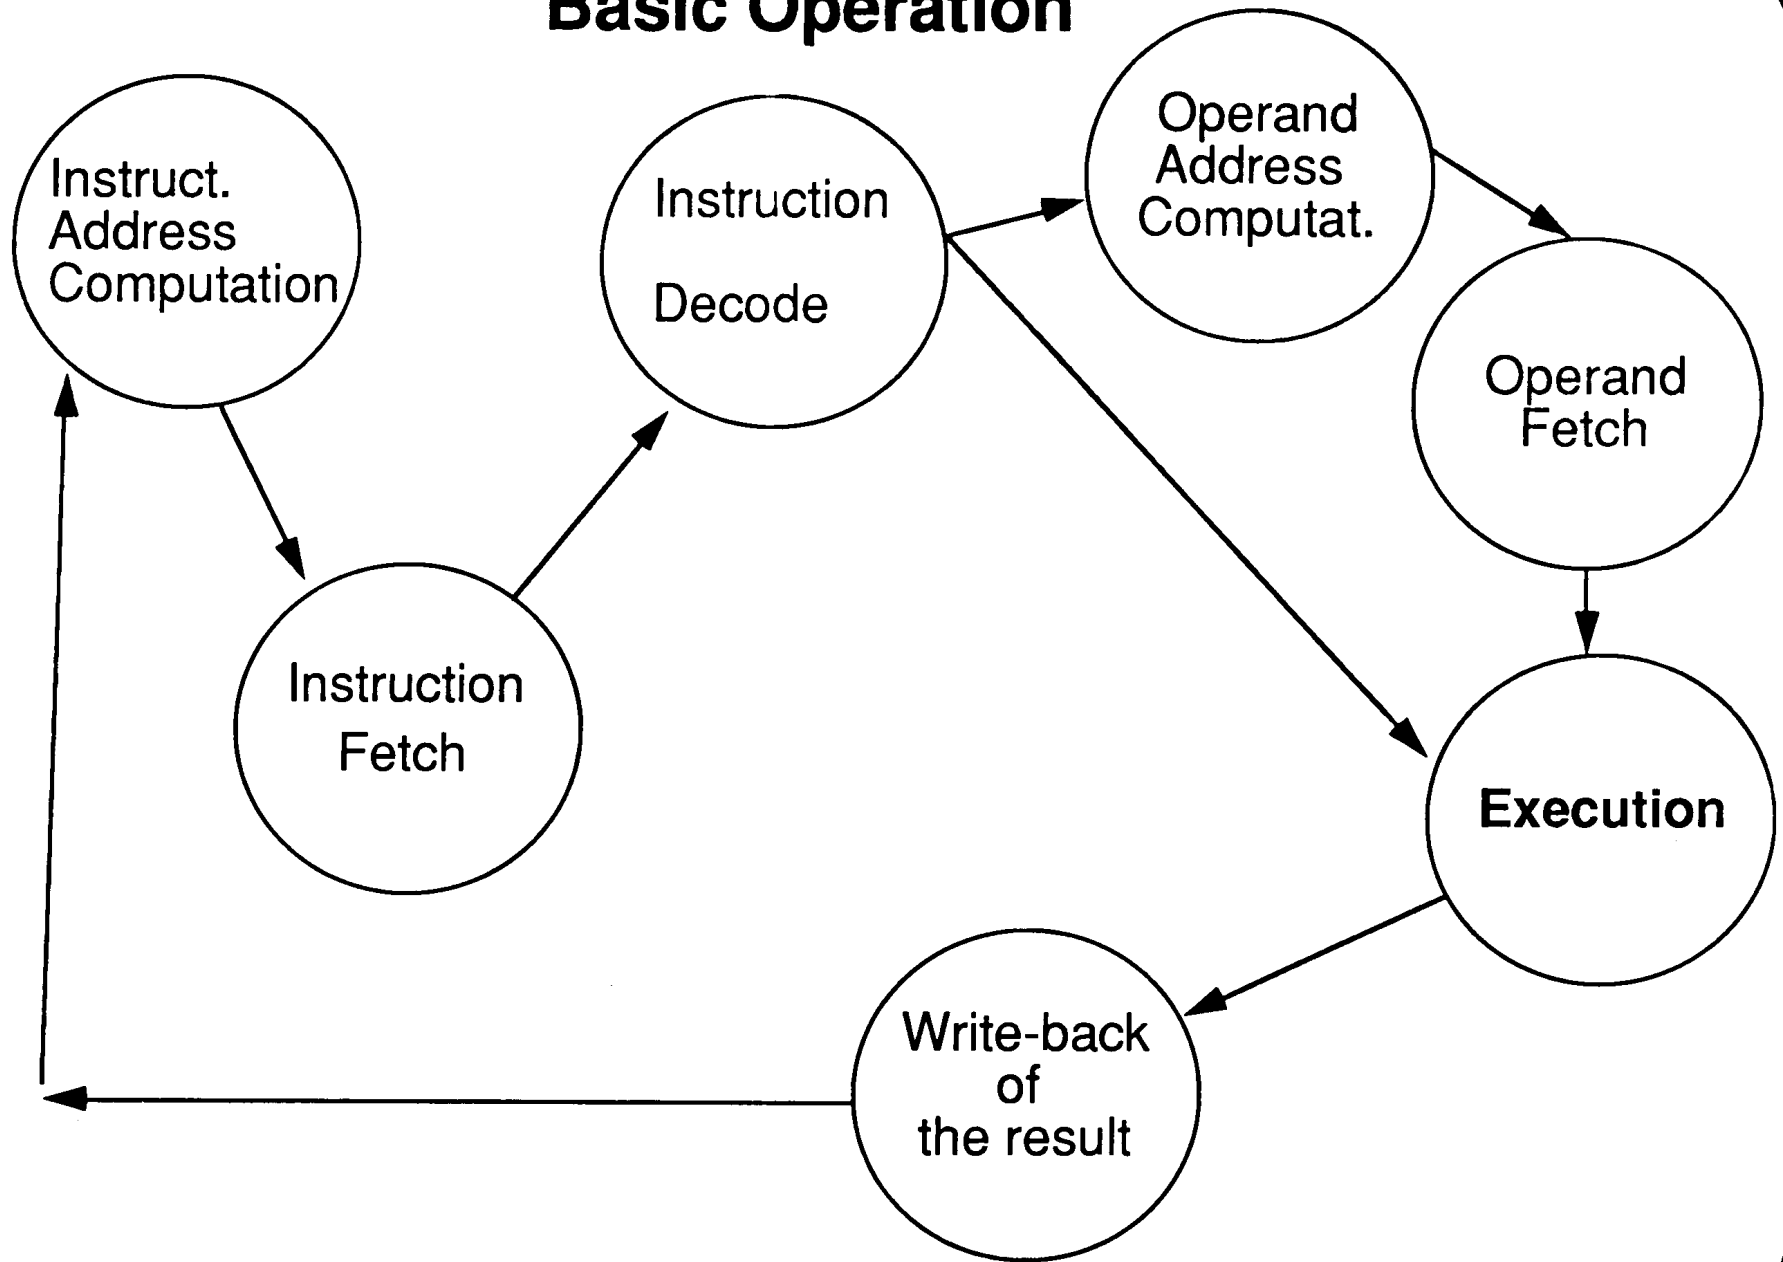 Basic Operation
Instruct.
Address
Computation
Instruction
Fetch
Instruction
Decode
Operand
Address
Computat.
Operand
Fetch
Execution
Write-back
of
the result